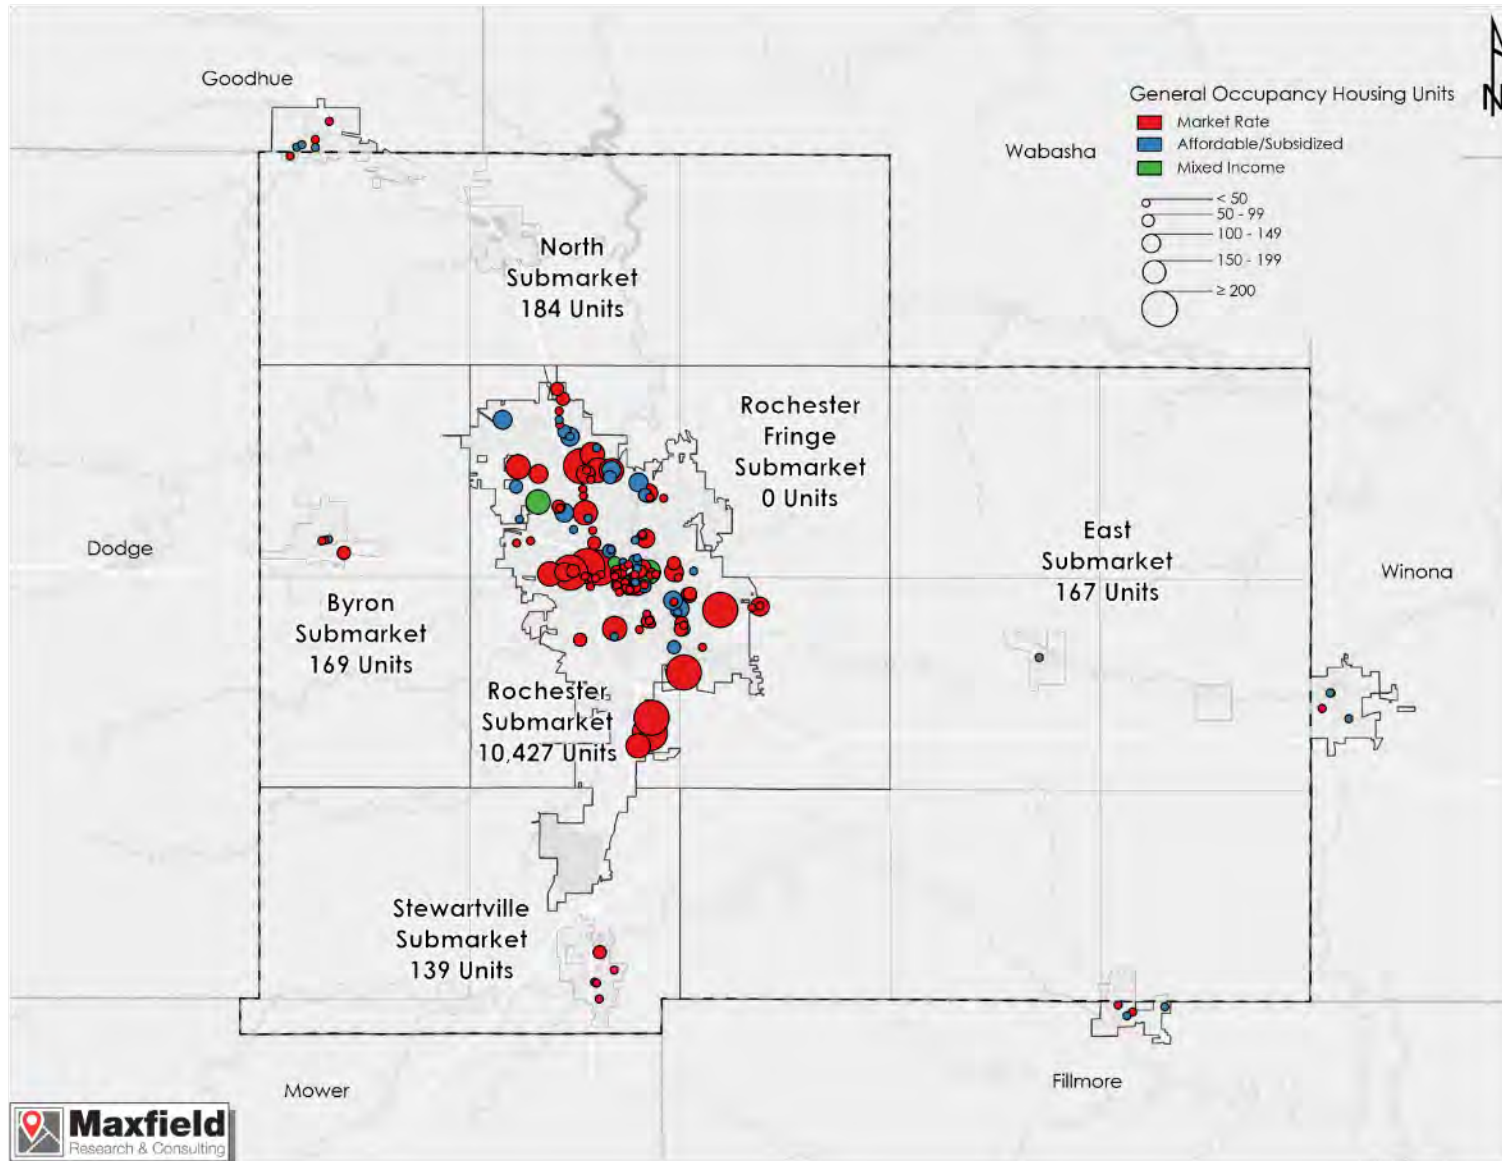 Goodhue
General Occupancy Housing Units
N
Market Rate
Affordable/Subsidized
Mixed Income
Wabasha
< 50
50 - 99
100 - 149
150 - 199
≥ 200
North
Submarket
184 Units
Rochester
Fringe
Submarket
0 Units
East
Submarket
167 Units
Dodge
Winona
Byron
Submarket
169 Units
Rochester
Submarket
10,427 Units
Stewartville
Submarket
139 Units
Mower
Fillmore
Maxfield
Research & Consulting